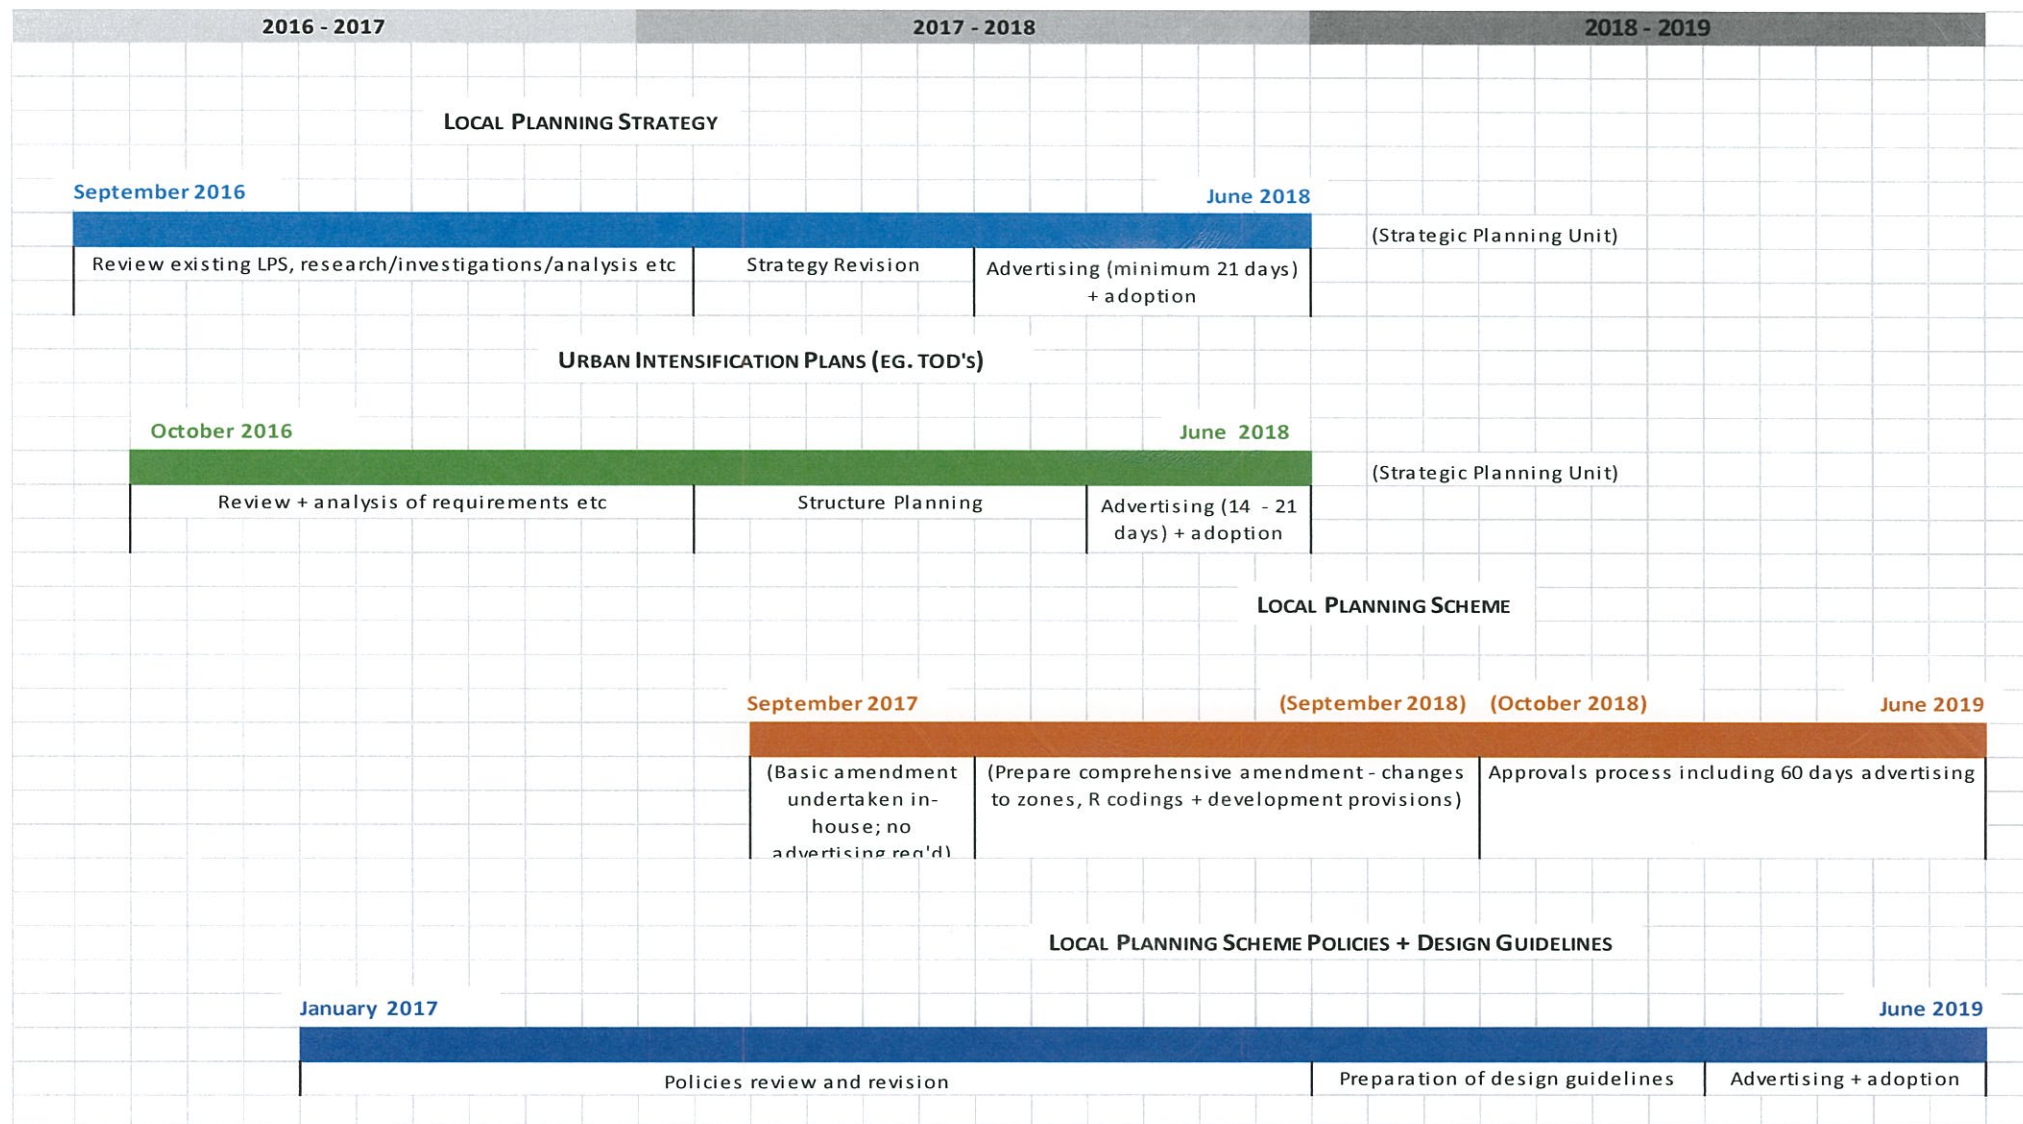 2016 - 2017
2017 - 2018
2018 - 2019
LOCAL PLANNING STRATEGY
September 2016
June 2018
(Strategic Planning Unit)
Review existing LPS, research/investigations/analysis etc
Strategy Revision
Advertising (minimum 21 days)
+ adoption
URBAN INTENSIFICATION PLANS (EG. TOD'S)
October 2016
June 2018
(Strategic Planning Unit)
Review + analysis of requirements etc
Structure Planning
Advertising (14 - 21
days) + adoption
LOCAL PLANNING SCHEME
September 2017
(September 2018)
(October 2018)
June 2019
(Basic amendment
undertaken in-
house; no
advertising req'd)
(Prepare comprehensive amendment - changes
to zones, R codings + development provisions)
Approvals process including 60 days advertising
LOCAL PLANNING SCHEME POLICIES + DESIGN GUIDELINES
January 2017
June 2019
Policies review and revision
Preparation of design guidelines
Advertising + adoption